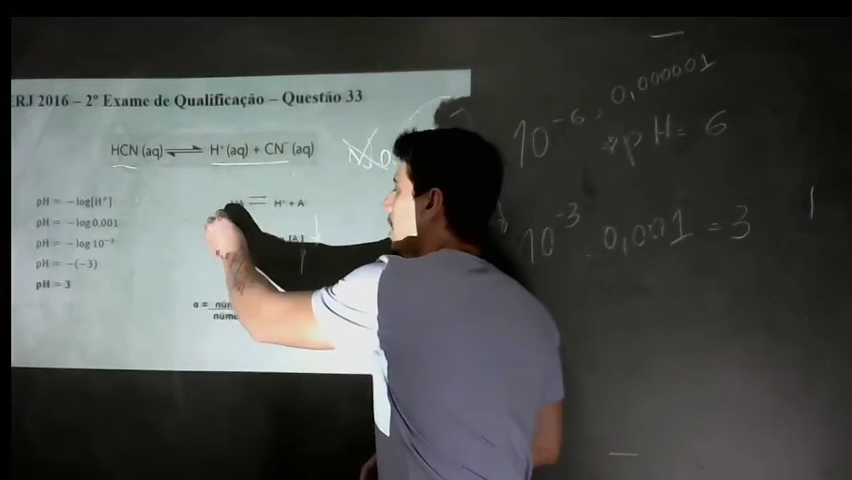 ERJ 2016 – 2º Exame de Qualificação – Questão 33
HCN (aq) ⇌ H⁺ (aq) + CN⁻ (aq)
pH = −log[H⁺]
pH = −log 0,001
pH = −log 10⁻³
pH = −(−3)
pH = 3
HA ⇌ H⁺ + A
[A]
α =
10⁻⁶ = 0,000001
→ pH = 6
10⁻³ = 0,001 = 3